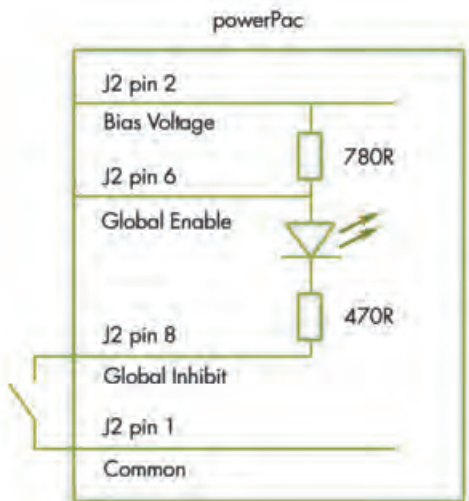 powerPac
J2 pin 2
Bias Voltage
780R
J2 pin 6
Global Enable
470R
J2 pin 8
Global Inhibit
J2 pin 1
Common